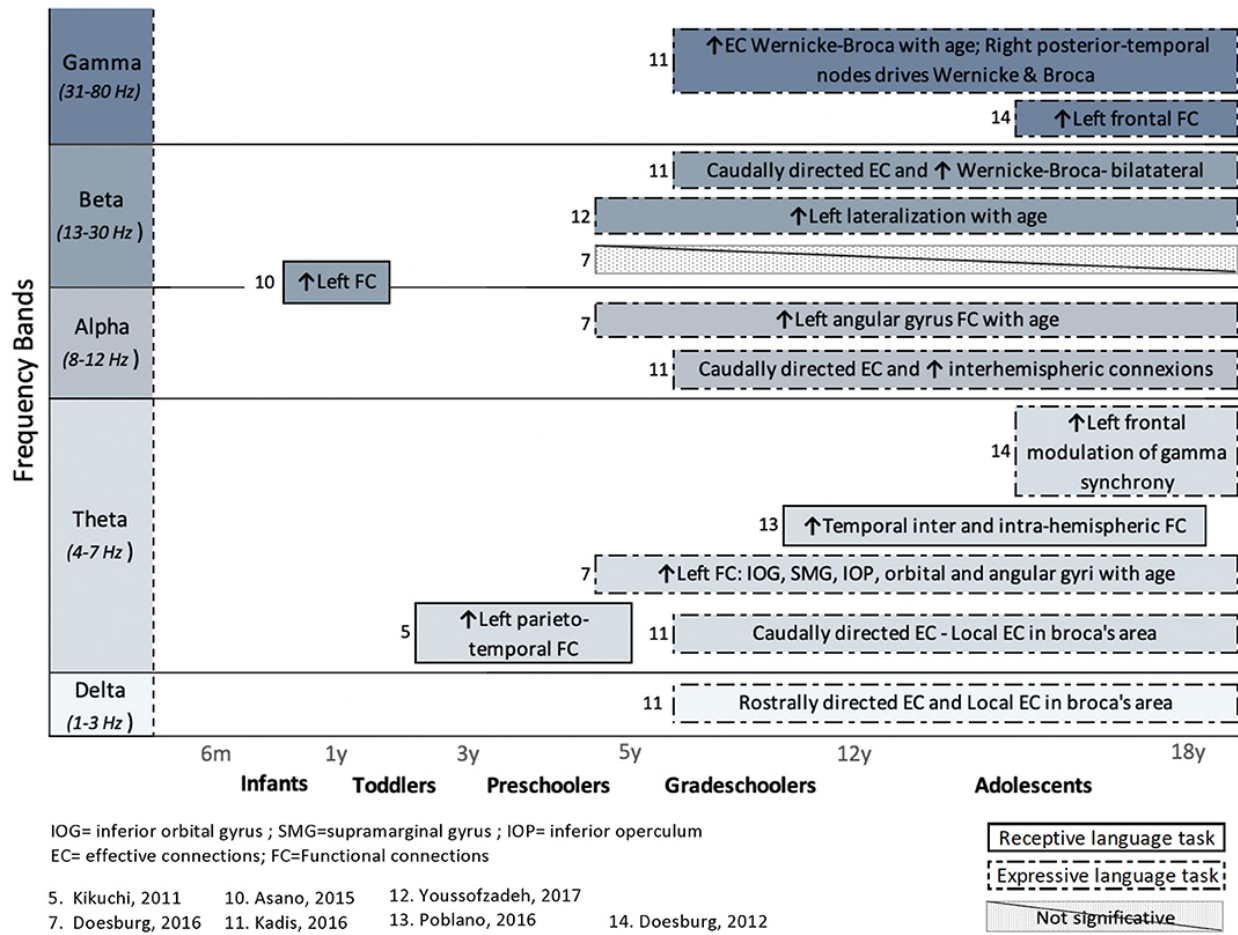 Frequency Bands
Gamma
(31-80 Hz)
11
↑EC Wernicke-Broca with age; Right posterior-temporal
nodes drives Wernicke & Broca
14
↑Left frontal FC
Beta
(13-30 Hz )
11
Caudally directed EC and ↑ Wernicke-Broca- bilatateral
12
↑Left lateralization with age
7
10
↑Left FC
Alpha
(8-12 Hz )
7
↑Left angular gyrus FC with age
11
Caudally directed EC and ↑ interhemispheric connexions
Theta
(4-7 Hz )
14
↑Left frontal
modulation of gamma
synchrony
13
↑Temporal inter and intra-hemispheric FC
7
↑Left FC: IOG, SMG, IOP, orbital and angular gyri with age
5
↑Left parieto-
temporal FC
11
Caudally directed EC - Local EC in broca's area
Delta
(1-3 Hz )
11
Rostrally directed EC and Local EC in broca's area
6m 1y 3y 5y 12y 18y
Infants Toddlers Preschoolers Gradeschoolers Adolescents
IOG= inferior orbital gyrus ; SMG=supramarginal gyrus ; IOP= inferior operculum
EC= effective connections; FC=Functional connections
5. Kikuchi, 2011 10. Asano, 2015 12. Youssofzadeh, 2017
7. Doesburg, 2016 11. Kadis, 2016 13. Poblano, 2016 14. Doesburg, 2012
Receptive language task
Expressive language task
Not significative